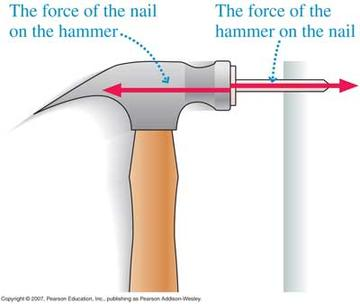 The force of the nail
on the hammer
The force of the
hammer on the nail
Copyright © 2007, Pearson Education, Inc., publishing as Pearson Addison-Wesley.